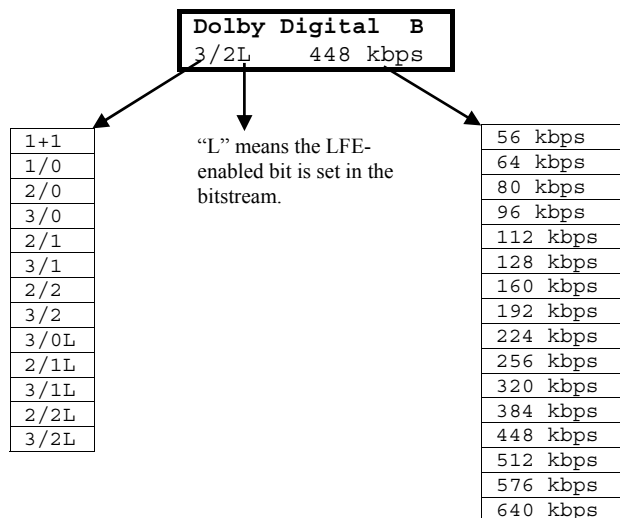 Dolby Digital B
3/2L 448 kbps
1+1
1/0
2/0
3/0
2/1
3/1
2/2
3/2
3/0L
2/1L
3/1L
2/2L
3/2L
“L” means the LFE-
enabled bit is set in the
bitstream.
56 kbps
64 kbps
80 kbps
96 kbps
112 kbps
128 kbps
160 kbps
192 kbps
224 kbps
256 kbps
320 kbps
384 kbps
448 kbps
512 kbps
576 kbps
640 kbps